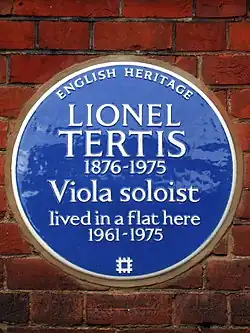 ENGLISH HERITAGE
LIONEL
TERTIS
1876-1975
Viola soloist
lived in a flat here
1961-1975